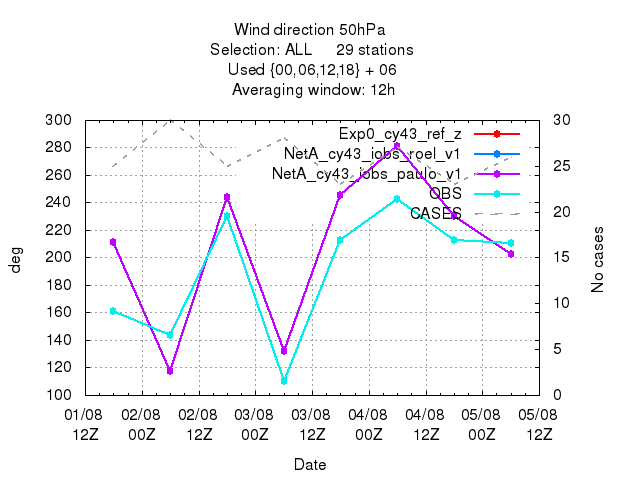 Wind direction 50hPa
Selection: ALL 29 stations
Used {00,06,12,18} + 06
Averaging window: 12h
Exp0_cy43_ref_z
NetA_cy43_iobs_roel_v1
NetA_cy43_iobs_paulo_v1
OBS
CASES
deg
300
280
260
240
220
200
180
160
140
120
100
30
25
20
15
10
5
0
No cases
01/08 02/08 02/08 03/08 03/08 04/08 04/08 05/08 05/08
12Z 00Z 12Z 00Z 12Z 00Z 12Z 00Z 12Z
Date